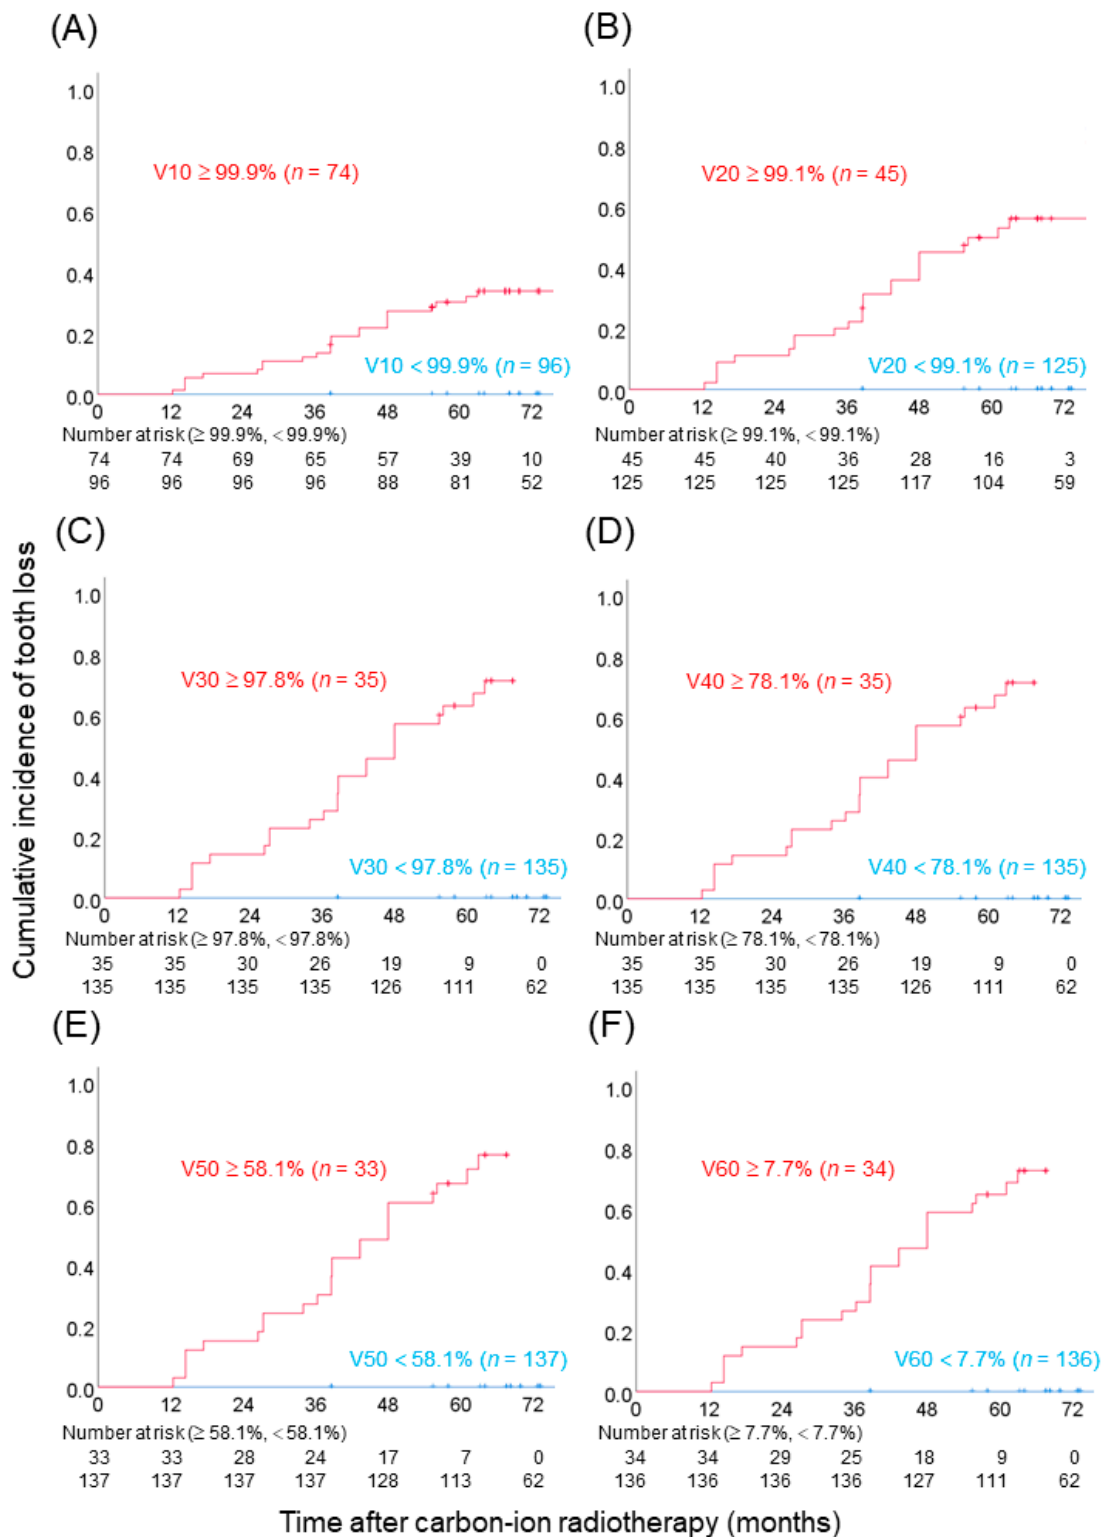 (A)
1.0
0.8
V10 ≥ 99.9% (n = 74)
0.6
0.4
0.2
V10 < 99.9% (n = 96)
0.0
0 12 24 36 48 60 72
Number at risk (≥ 99.9%, < 99.9%)
74 74 69 65 57 39 10
96 96 96 96 88 81 52
(B)
1.0
0.8
V20 ≥ 99.1% (n = 45)
0.6
0.4
0.2
V20 < 99.1% (n = 125)
0.0
0 12 24 36 48 60 72
Number at risk (≥ 99.1%, < 99.1%)
45 45 40 36 28 16 3
125 125 125 125 117 104 59
Cumulative incidence of tooth loss
(C)
1.0
0.8
V30 ≥ 97.8% (n = 35)
0.6
0.4
0.2
V30 < 97.8% (n = 135)
0.0
0 12 24 36 48 60 72
Number at risk (≥ 97.8%, < 97.8%)
35 35 30 26 19 9 0
135 135 135 135 126 111 62
(D)
1.0
0.8
V40 ≥ 78.1% (n = 35)
0.6
0.4
0.2
V40 < 78.1% (n = 135)
0.0
0 12 24 36 48 60 72
Number at risk (≥ 78.1%, < 78.1%)
35 35 30 26 19 9 0
135 135 135 135 126 111 62
(E)
1.0
0.8
V50 ≥ 58.1% (n = 33)
0.6
0.4
0.2
V50 < 58.1% (n = 137)
0.0
0 12 24 36 48 60 72
Number at risk (≥ 58.1%, < 58.1%)
33 33 28 24 17 7 0
137 137 137 137 128 113 62
(F)
1.0
0.8
V60 ≥ 7.7% (n = 34)
0.6
0.4
0.2
V60 < 7.7% (n = 136)
0.0
0 12 24 36 48 60 72
Number at risk (≥ 7.7%, < 7.7%)
34 34 29 25 18 9 0
136 136 136 136 127 111 62
Time after carbon-ion radiotherapy (months)